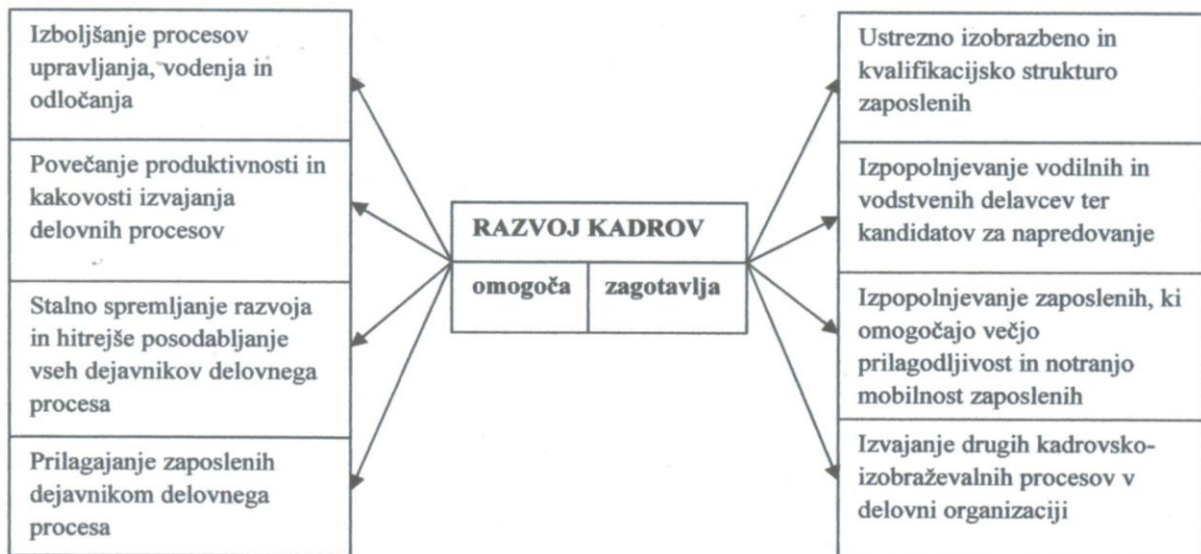 Izboljšanje procesov
upravljanja, vodenja in
odločanja
Povečanje produktivnosti in
kakovosti izvajanja
delovnih procesov
Stalno spremljanje razvoja
in hitrejše posodabljanje
vseh dejavnikov delovnega
procesa
Prilagajanje zaposlenih
dejavnikom delovnega
procesa
RAZVOJ KADROV
omogoča zagotavlja
Ustrezno izobrazbeno in
kvalifikacijsko strukturo
zaposlenih
Izpopolnjevanje vodilnih in
vodstvenih delavcev ter
kandidatov za napredovanje
Izpopolnjevanje zaposlenih, ki
omogočajo večjo
prilagodljivost in notranjo
mobilnost zaposlenih
Izvajanje drugih kadrovsko-
izobraževalnih procesov v
delovni organizaciji